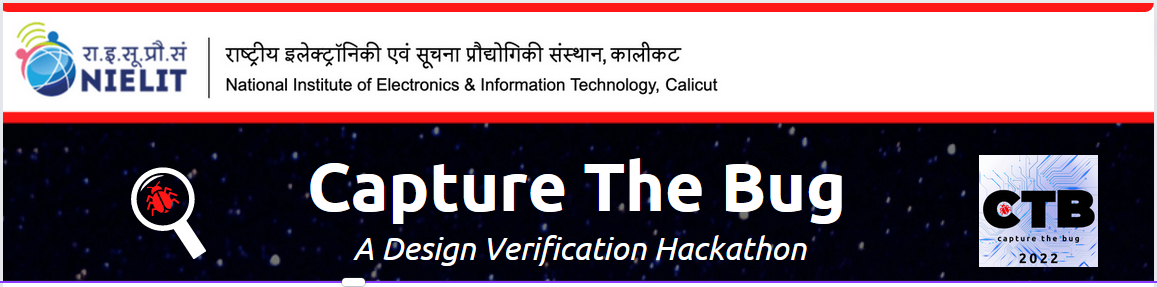 रा.इ.सू.प्रौ.सं
NIELIT
राष्ट्रीय इलेक्ट्रॉनिकी एवं सूचना प्रौद्योगिकी संस्थान, कालीकट
National Institute of Electronics & Information Technology, Calicut
Capture The Bug
A Design Verification Hackathon
CTB
capture the bug
2022